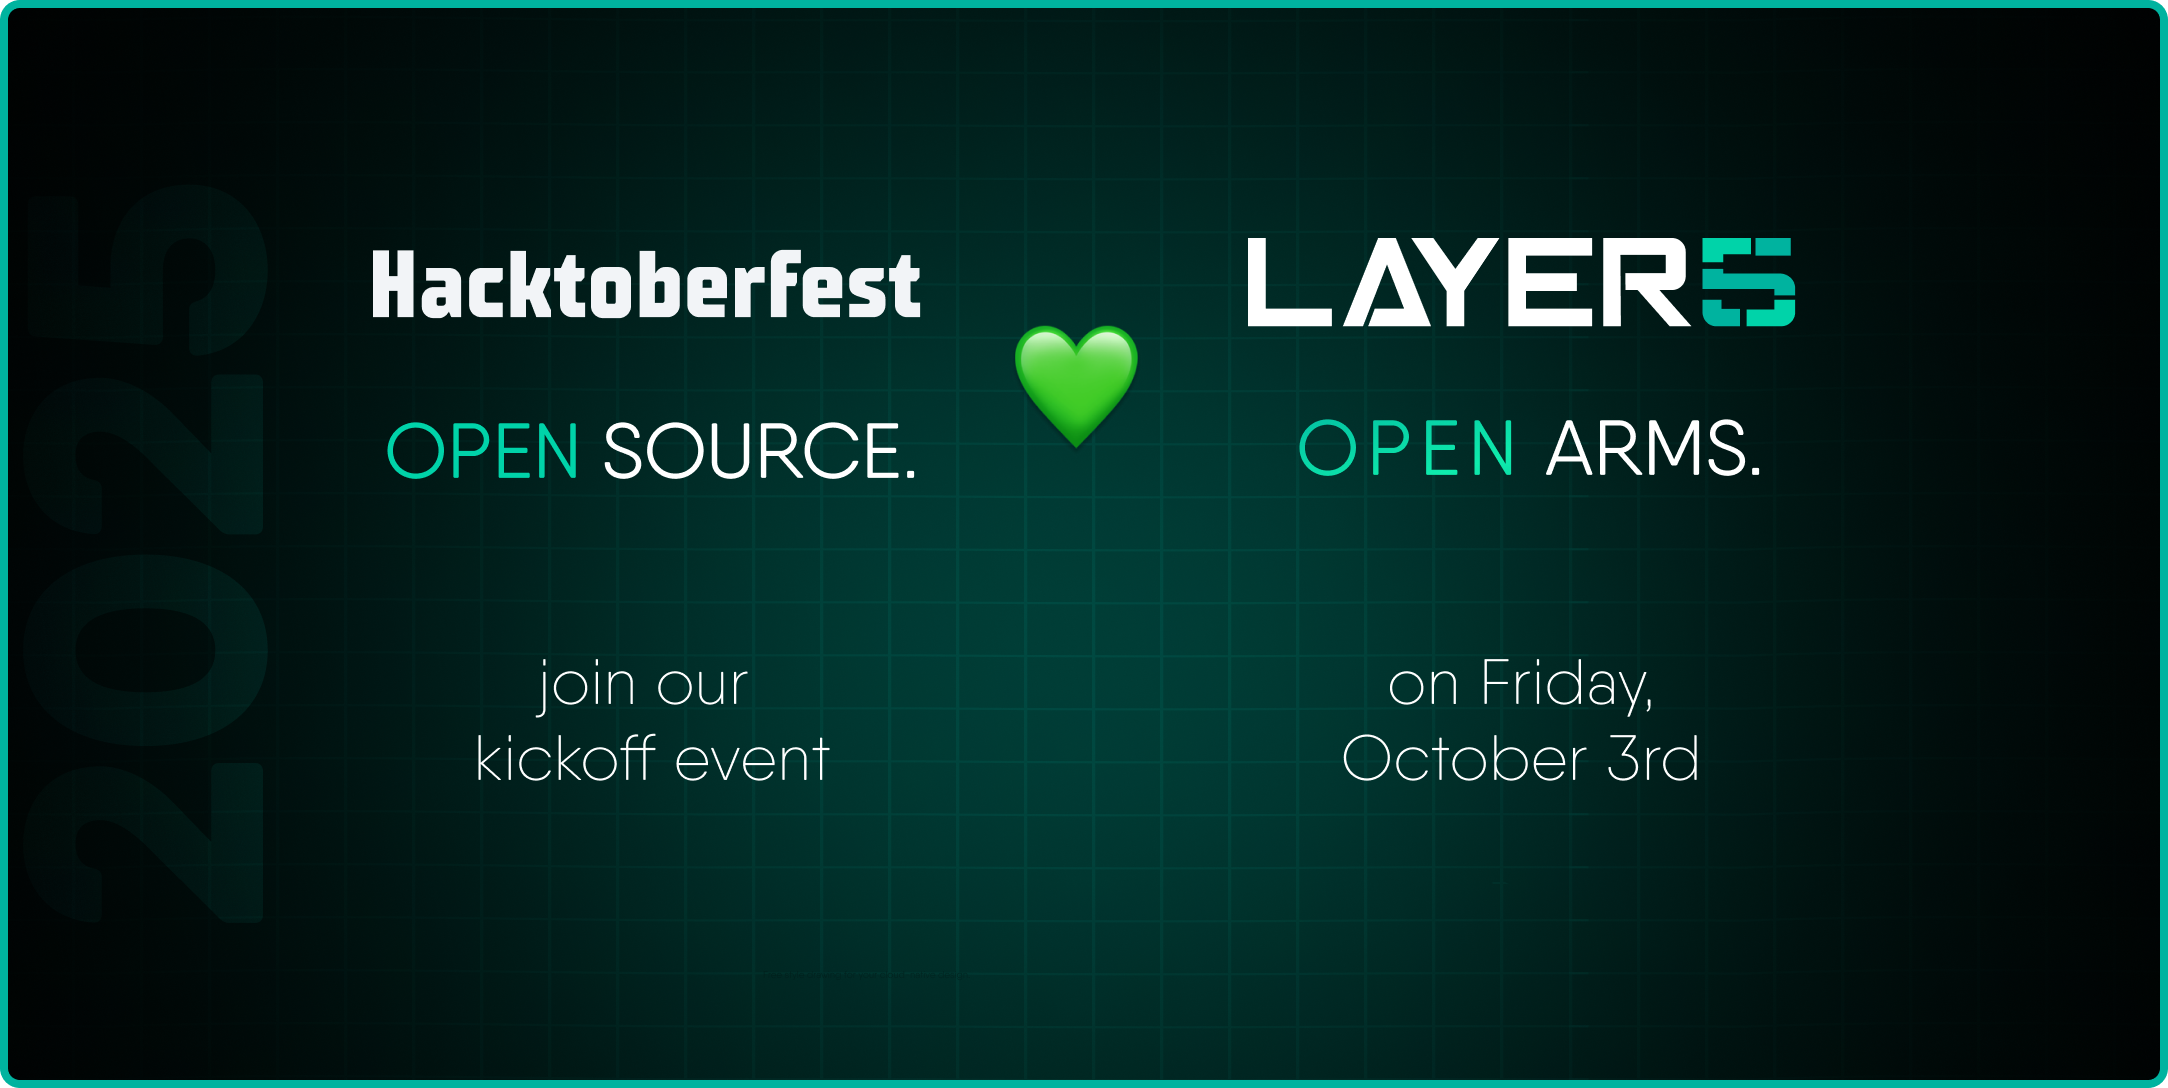 2025
Hacktoberfest
OPEN SOURCE.
join our
kickoff event
LAYER5
OPEN ARMS.
on Friday,
October 3rd